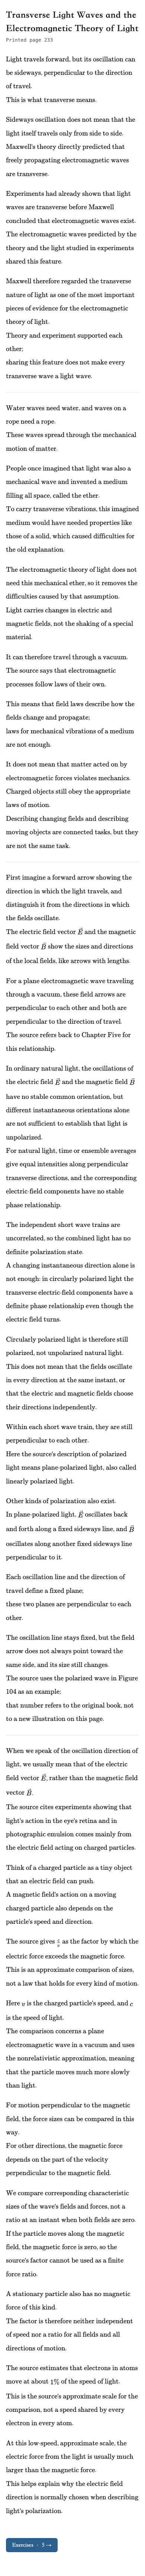 Transverse Light Waves and the
Electromagnetic Theory of Light
Printed page 233
Light travels forward, but its oscillation can
be sideways, perpendicular to the direction
of travel.
This is what transverse means.
Sideways oscillation does not mean that the
light itself travels only from side to side.
Maxwell's theory directly predicted that
freely propagating electromagnetic waves
are transverse.
Experiments had already shown that light
waves are transverse before Maxwell
concluded that electromagnetic waves exist.
The electromagnetic waves predicted by the
theory and the light studied in experiments
shared this feature.
Maxwell therefore regarded the transverse
nature of light as one of the most important
pieces of evidence for the electromagnetic
theory of light.
Theory and experiment supported each
other;
sharing this feature does not make every
transverse wave a light wave.
Water waves need water, and waves on a
rope need a rope.
These waves spread through the mechanical
motion of matter.
People once imagined that light was also a
mechanical wave and invented a medium
filling all space, called the ether.
To carry transverse vibrations, this imagined
medium would have needed properties like
those of a solid, which caused difficulties for
the old explanation.
The electromagnetic theory of light does not
need this mechanical ether, so it removes the
difficulties caused by that assumption.
Light carries changes in electric and
magnetic fields, not the shaking of a special
material.
It can therefore travel through a vacuum.
The source says that electromagnetic
processes follow laws of their own.
This means that field laws describe how the
fields change and propagate;
laws for mechanical vibrations of a medium
are not enough.
It does not mean that matter acted on by
electromagnetic forces violates mechanics.
Charged objects still obey the appropriate
laws of motion.
Describing changing fields and describing
moving objects are connected tasks, but they
are not the same task.
First imagine a forward arrow showing the
direction in which the light travels, and
distinguish it from the directions in which
the fields oscillate.
The electric field vector E⃗ and the magnetic
field vector B⃗ show the sizes and directions
of the local fields, like arrows with lengths.
For a plane electromagnetic wave traveling
through a vacuum, these field arrows are
perpendicular to each other and both are
perpendicular to the direction of travel.
The source refers back to Chapter Five for
this relationship.
In ordinary natural light, the oscillations of
the electric field E⃗ and the magnetic field B⃗
have no stable common orientation, but
different instantaneous orientations alone
are not sufficient to establish that light is
unpolarized.
For natural light, time or ensemble averages
give equal intensities along perpendicular
transverse directions, and the corresponding
electric-field components have no stable
phase relationship.
The independent short wave trains are
uncorrelated, so the combined light has no
definite polarization state.
A changing instantaneous direction alone is
not enough: in circularly polarized light the
transverse electric-field components have a
definite phase relationship even though the
electric field turns.
Circularly polarized light is therefore still
polarized, not unpolarized natural light.
This does not mean that the fields oscillate
in every direction at the same instant, or
that the electric and magnetic fields choose
their directions independently.
Within each short wave train, they are still
perpendicular to each other.
Here the source's description of polarized
light means plane-polarized light, also called
linearly polarized light.
Other kinds of polarization also exist.
In plane-polarized light, E⃗ oscillates back
and forth along a fixed sideways line, and B⃗
oscillates along another fixed sideways line
perpendicular to it.
Each oscillation line and the direction of
travel define a fixed plane;
these two planes are perpendicular to each
other.
The oscillation line stays fixed, but the field
arrow does not always point toward the
same side, and its size still changes.
The source uses the polarized wave in Figure
104 as an example;
that number refers to the original book, not
to a new illustration on this page.
When we speak of the oscillation direction of
light, we usually mean that of the electric
field vector E⃗, rather than the magnetic field
vector B⃗.
The source cites experiments showing that
light's action in the eye's retina and in
photographic emulsion comes mainly from
the electric field acting on charged particles.
Think of a charged particle as a tiny object
that an electric field can push.
A magnetic field's action on a moving
charged particle also depends on the
particle's speed and direction.
The source gives c/v as the factor by which the
electric force exceeds the magnetic force.
This is an approximate comparison of sizes,
not a law that holds for every kind of motion.
Here v is the charged particle's speed, and c
is the speed of light.
The comparison concerns a plane
electromagnetic wave in a vacuum and uses
the nonrelativistic approximation, meaning
that the particle moves much more slowly
than light.
For motion perpendicular to the magnetic
field, the force sizes can be compared in this
way.
For other directions, the magnetic force
depends on the part of the velocity
perpendicular to the magnetic field.
We compare corresponding characteristic
sizes of the wave's fields and forces, not a
ratio at an instant when both fields are zero.
If the particle moves along the magnetic
field, the magnetic force is zero, so the
source's factor cannot be used as a finite
force ratio.
A stationary particle also has no magnetic
force of this kind.
The factor is therefore neither independent
of speed nor a ratio for all fields and all
directions of motion.
The source estimates that electrons in atoms
move at about 1% of the speed of light.
This is the source's approximate scale for the
comparison, not a speed shared by every
electron in every atom.
At this low-speed, approximate scale, the
electric force from the light is usually much
larger than the magnetic force.
This helps explain why the electric field
direction is normally chosen when describing
light's polarization.
Exercises · 5 →